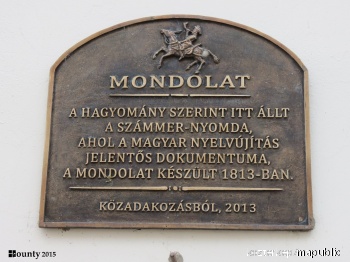 MONDOLAT
A HAGYOMÁNY SZERINT ITT ÁLLT
A SZÁMMER-NYOMDA,
AHOL A MAGYAR NYELVÚJÍTÁS
JELENTŐS DOKUMENTUMA,
A MONDOLAT KÉSZÜLT 1813-BAN.
KÖZADAKOZÁSBÓL, 2013
Bounty 2015
mapublic